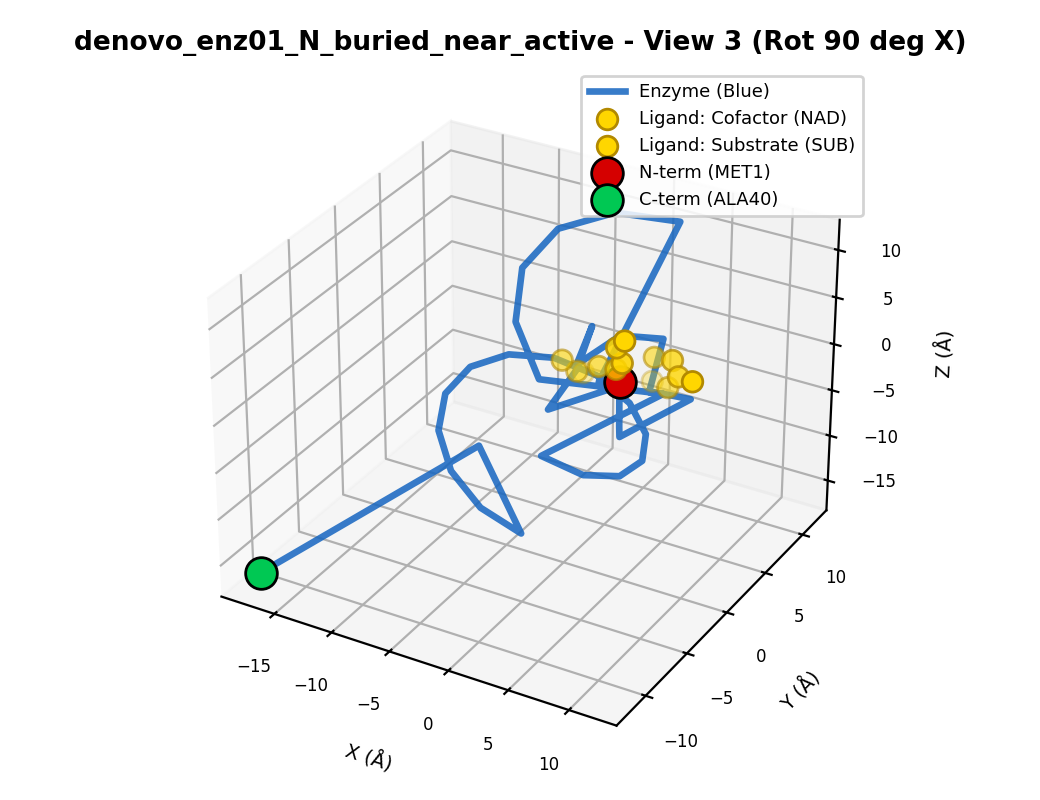 denovo_enz01_N_buried_near_active - View 3 (Rot 90 deg X)
Enzyme (Blue)
Ligand: Cofactor (NAD)
Ligand: Substrate (SUB)
N-term (MET1)
C-term (ALA40)
10
5
0
−5
−10
−15
Z (Å)
10
5
0
−5
−10
Y (Å)
−15
−10
−5
0
5
10
X (Å)